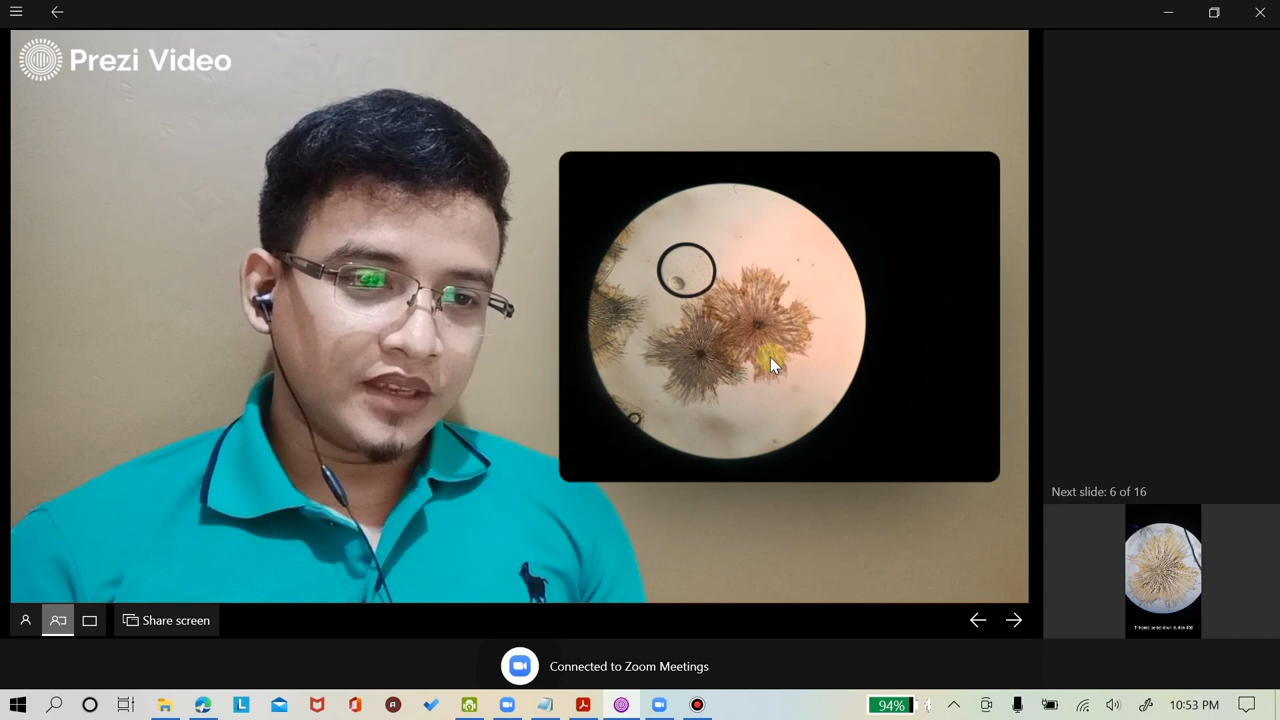 Prezi Video
Next slide: 6 of 16
Share screen
Connected to Zoom Meetings
94%
10:53 PM